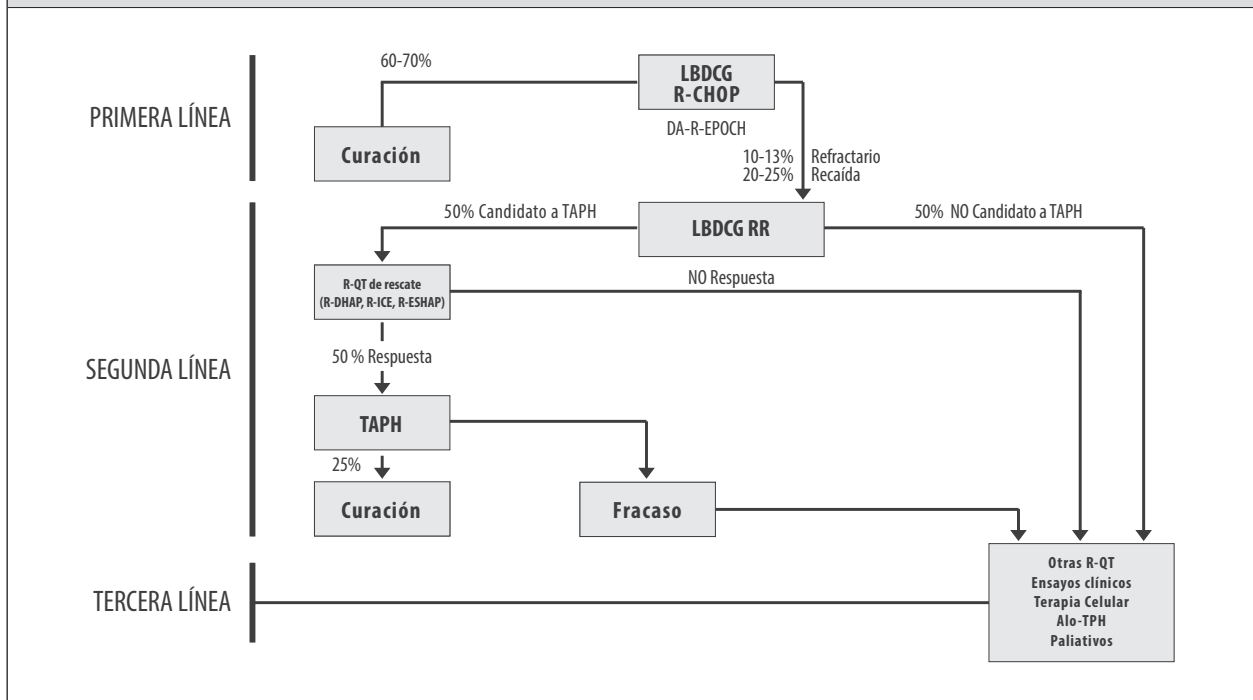 PRIMERA LÍNEA
60-70%
LBDCG
R-CHOP
DA-R-EPOCH
Curación
10-13% Refractario
20-25% Recaída
SEGUNDA LÍNEA
50% Candidato a TAPH
LBDCG RR
50% NO Candidato a TAPH
R-QT de rescate
(R-DHAP, R-ICE, R-ESHAP)
NO Respuesta
50 % Respuesta
TAPH
25%
Curación
Fracaso
TERCERA LÍNEA
Otras R-QT
Ensayos clínicos
Terapia Celular
Alo-TPH
Paliativos